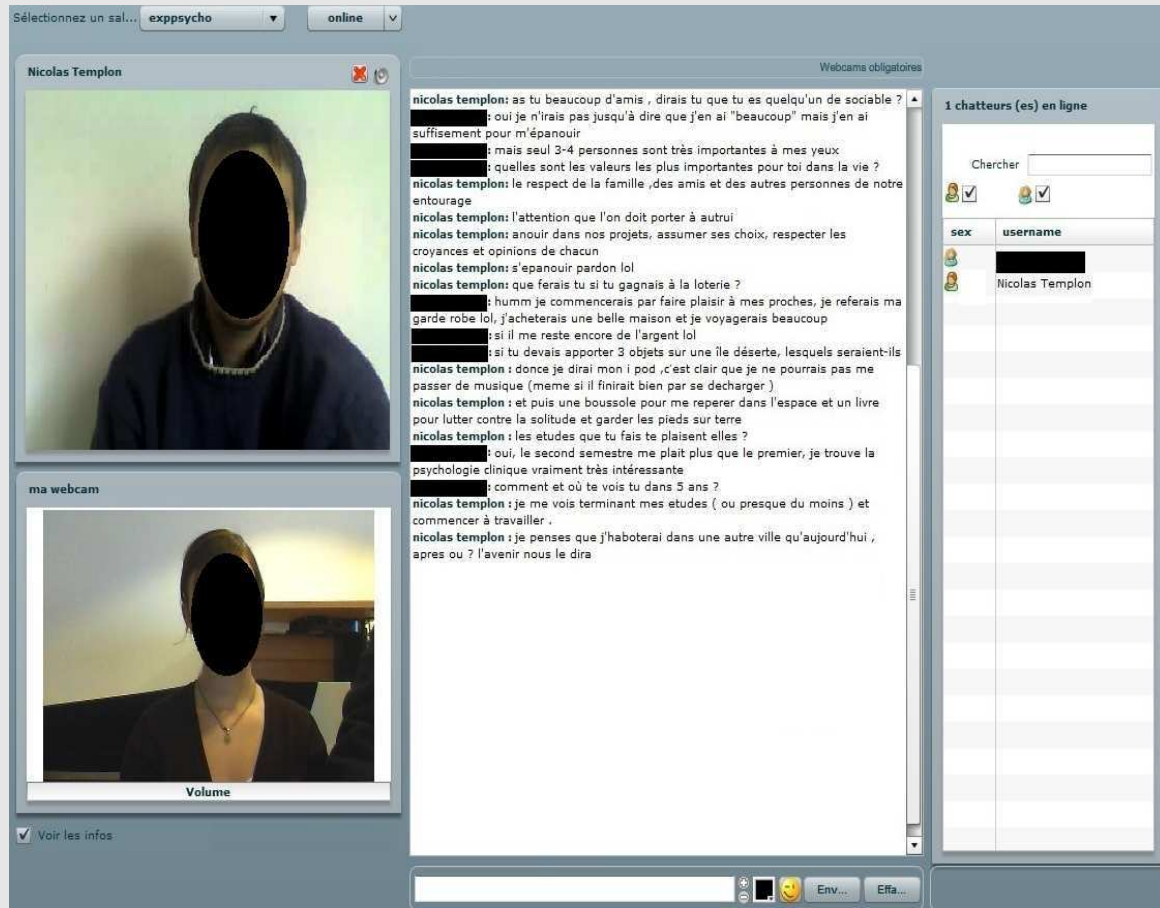 Sélectionnez un sal... exppsycho online
Nicolas Templon
Webcams obligatoires
nicolas templon: as tu beaucoup d'amis , dirais tu que tu es quelqu'un de sociable ?
: oui je n'irais pas jusqu'à dire que j'en ai "beaucoup" mais j'en ai
suffisement pour m'épanouir
: mais seul 3-4 personnes sont très importantes à mes yeux
: quelles sont les valeurs les plus importantes pour toi dans la vie ?
nicolas templon: le respect de la famille ,des amis et des autres personnes de notre
entourage
nicolas templon: l'attention que l'on doit porter à autrui
nicolas templon: anouir dans nos projets, assumer ses choix, respecter les
croyances et opinions de chacun
nicolas templon: s'epanouir pardon lol
nicolas templon: que ferais tu si tu gagnais à la loterie ?
: humm je commencerais par faire plaisir à mes proches, je referais ma
garde robe lol, j'acheterais une belle maison et je voyagerais beaucoup
: si il me reste encore de l'argent lol
: si tu devais apporter 3 objets sur une île déserte, lesquels seraient-ils
nicolas templon : donce je dirai mon i pod ,c'est clair que je ne pourrais pas me
passer de musique (meme si il finirait bien par se decharger )
nicolas templon : et puis une boussole pour me reperer dans l'espace et un livre
pour lutter contre la solitude et garder les pieds sur terre
nicolas templon : les etudes que tu fais te plaisent elles ?
: oui, le second semestre me plait plus que le premier, je trouve la
psychologie clinique vraiment très intéressante
: comment et où te vois tu dans 5 ans ?
nicolas templon : je me vois terminant mes etudes ( ou presque du moins ) et
commencer à travailler .
nicolas templon : je penses que j'haboterai dans une autre ville qu'aujourd'hui ,
apres ou ? l'avenir nous le dira
1 chatteurs (es) en ligne
Chercher
sex username
Nicolas Templon
ma webcam
Volume
Voir les infos
Env... Effa...